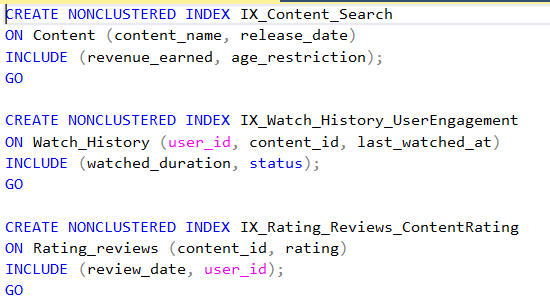 CREATE NONCLUSTERED INDEX IX_Content_Search
ON Content (content_name, release_date)
INCLUDE (revenue_earned, age_restriction);
GO
CREATE NONCLUSTERED INDEX IX_Watch_History_UserEngagement
ON Watch_History (user_id, content_id, last_watched_at)
INCLUDE (watched_duration, status);
GO
CREATE NONCLUSTERED INDEX IX_Rating_Reviews_ContentRating
ON Rating_reviews (content_id, rating)
INCLUDE (review_date, user_id);
GO